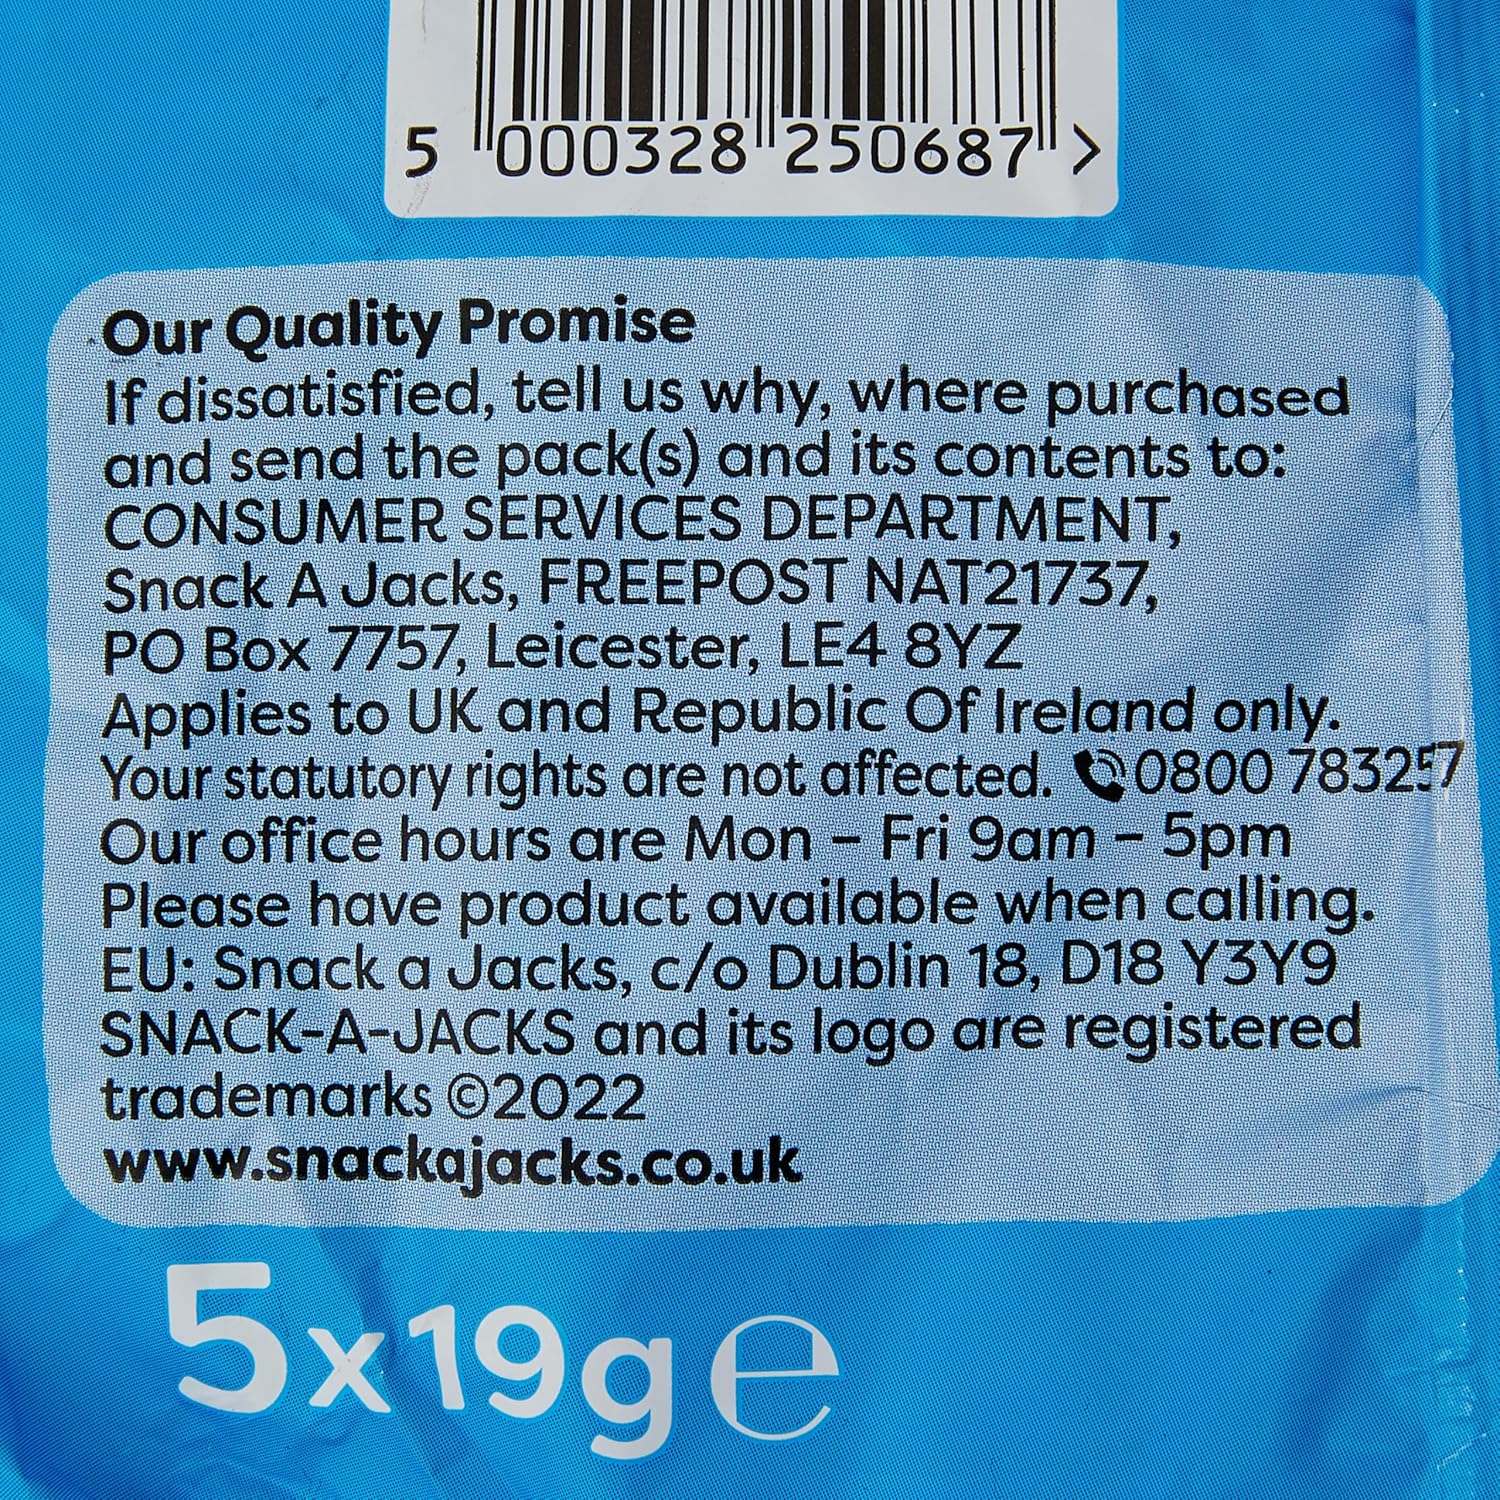 5 000328 250687 >
Our Quality Promise
If dissatisfied, tell us why, where purchased
and send the pack(s) and its contents to:
CONSUMER SERVICES DEPARTMENT,
Snack A Jacks, FREEPOST NAT21737,
PO Box 7757, Leicester, LE4 8YZ
Applies to UK and Republic Of Ireland only.
Your statutory rights are not affected. 0800 783257
Our office hours are Mon – Fri 9am – 5pm
Please have product available when calling.
EU: Snack a Jacks, c/o Dublin 18, D18 Y3Y9
SNACK-A-JACKS and its logo are registered
trademarks ©2022
www.snackajacks.co.uk
5x19g℮